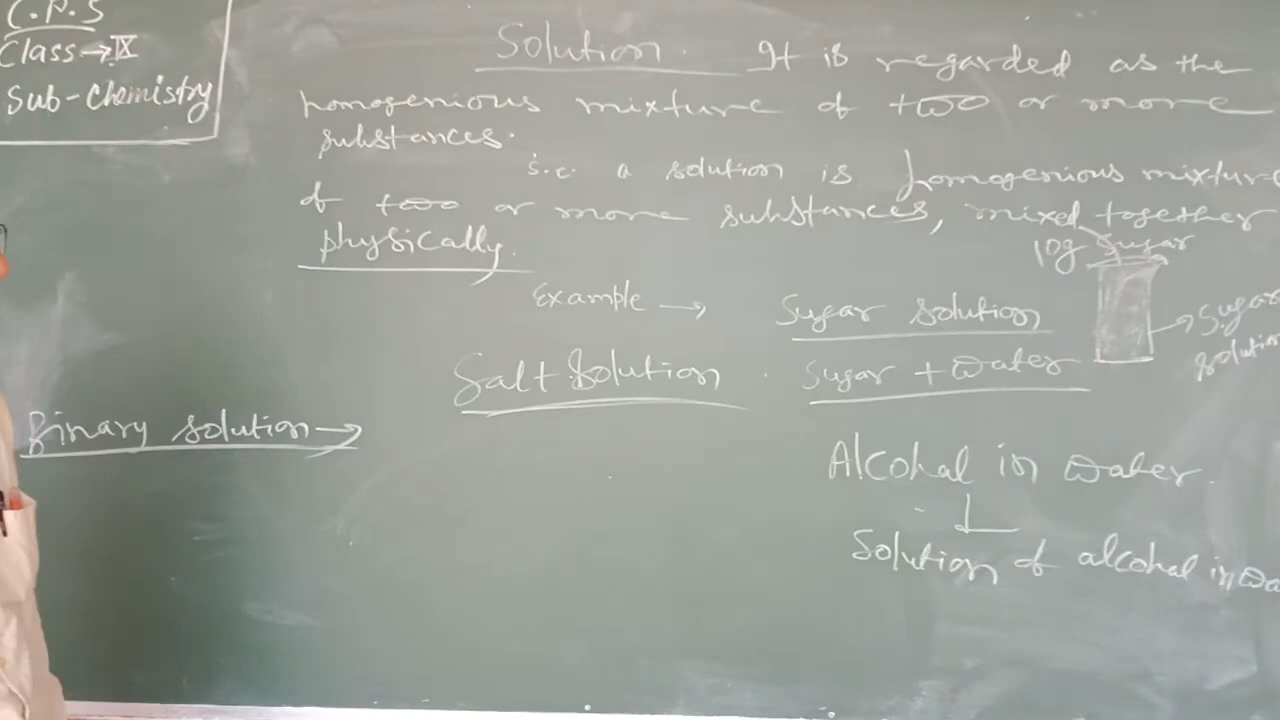 C.P.S
Class→IX
Sub-Chemistry
Solution. It is regarded as the
homogenious mixture of two or more
substances.
i.e. a solution is homogenious mixture
of two or more substances, mixed together
physically.
10g Sugar
Example → Sugar solution
→ Sugar
solution
Salt Solution. Sugar + water
Binary solution →
Alcohal in water.
Solution of alcohal in